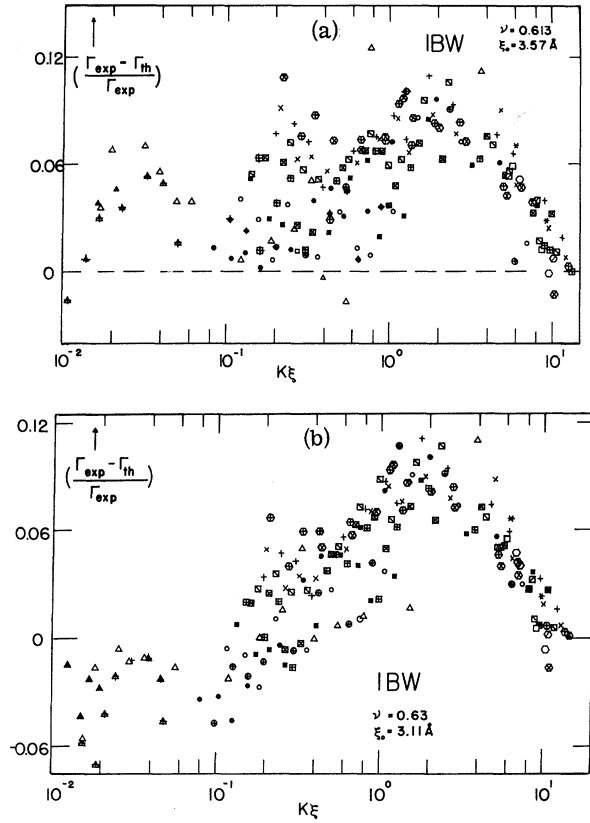 (a)
IBW
ν = 0.613
ξ₀ = 3.57 Å
(Γexp − Γth / Γexp)
0.12
0.06
0
10⁻²
10⁻¹
10⁰
10¹
Kξ
(b)
(Γexp − Γth / Γexp)
0.12
0.06
0
-0.06
IBW
ν = 0.63
ξ₀ = 3.11 Å
10⁻²
10⁻¹
10⁰
10¹
Kξ